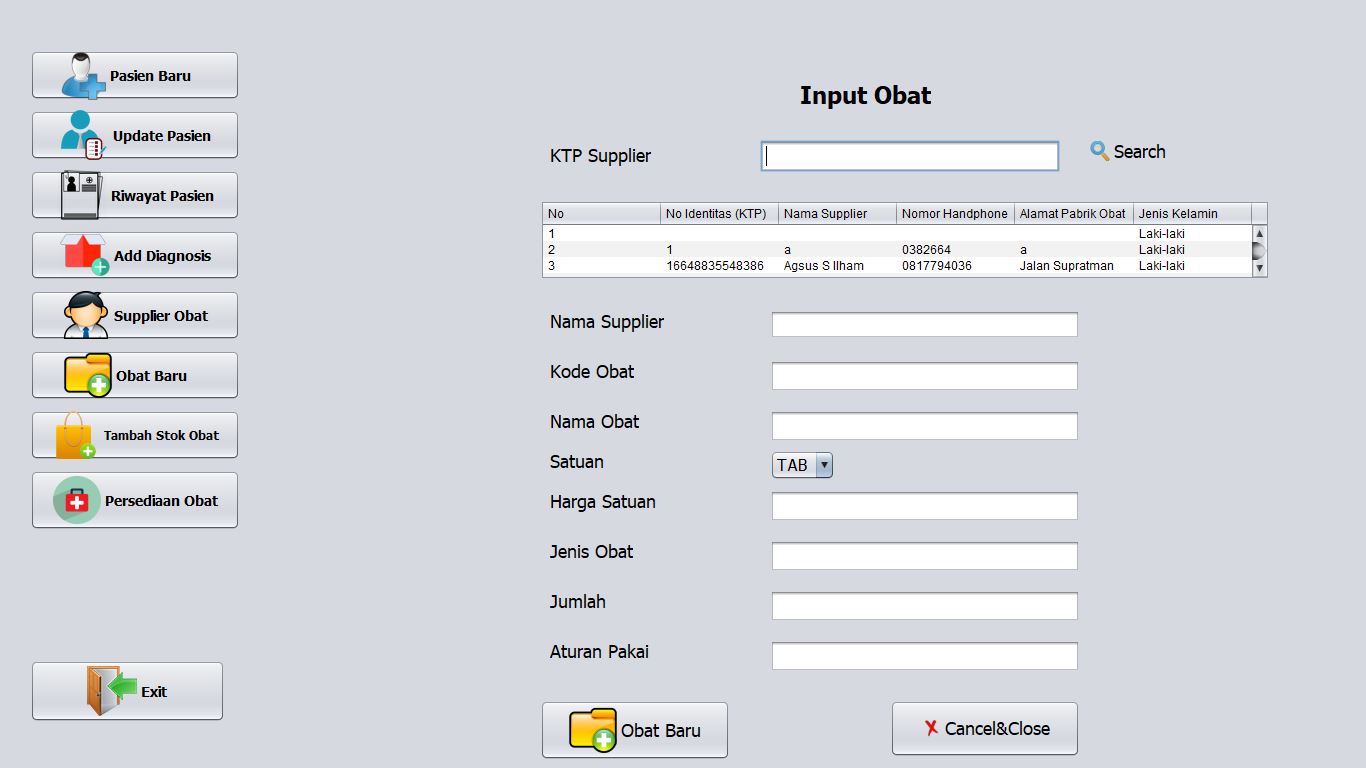 Pasien Baru
Update Pasien
Riwayat Pasien
Add Diagnosis
Supplier Obat
Obat Baru
Tambah Stok Obat
Persediaan Obat
Exit
Input Obat
KTP Supplier
Search
No No Identitas (KTP) Nama Supplier Nomor Handphone Alamat Pabrik Obat Jenis Kelamin
1 Laki-laki
2 1 a 0382664 a Laki-laki
3 16648835548386 Agsus S Ilham 0817794036 Jalan Supratman Laki-laki
Nama Supplier
Kode Obat
Nama Obat
Satuan TAB
Harga Satuan
Jenis Obat
Jumlah
Aturan Pakai
Obat Baru
Cancel&Close